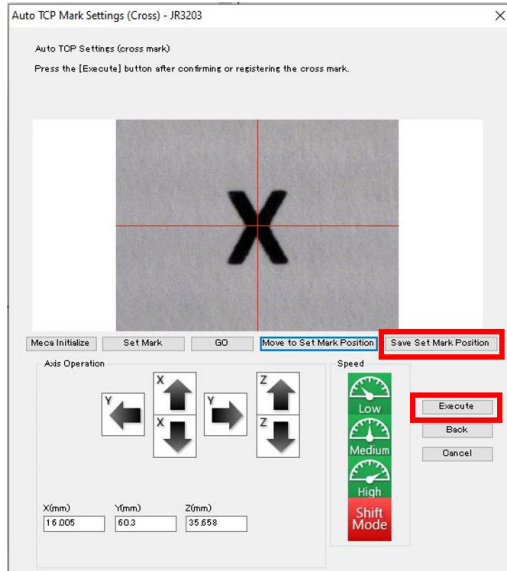 Auto TCP Mark Settings (Cross) - JR3203
Auto TCP Settings (cross mark)
Press the [Execute] button after confirming or registering the cross mark.
X
Meca Initialize Set Mark GO Move to Set Mark Position Save Set Mark Position
Axis Operation Speed
Y X Y Z
X Z
Low
Medium
High
Shift
Mode
Execute
Back
Cancel
X(mm) Y(mm) Z(mm)
16.005 60.3 35.658